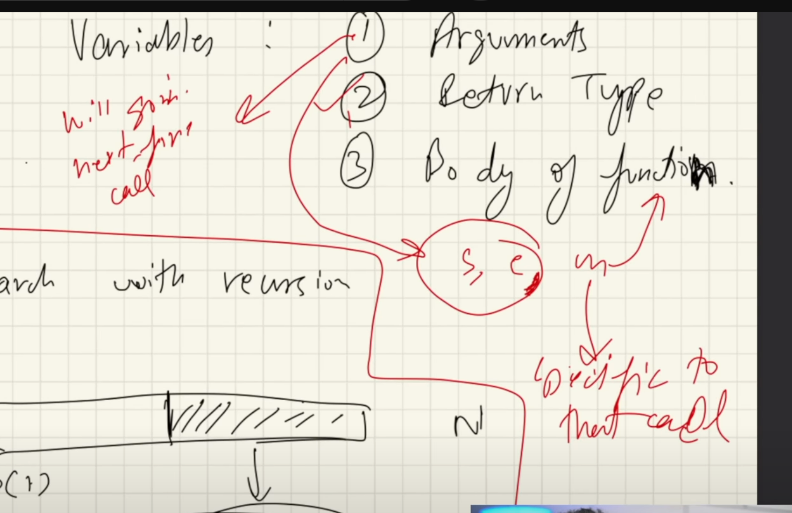 Variables : ① Arguments
② Return Type
③ Body of function.
will go in
next fun
call
s, e m
specific to
that call
arch with recursion
N
O(1)